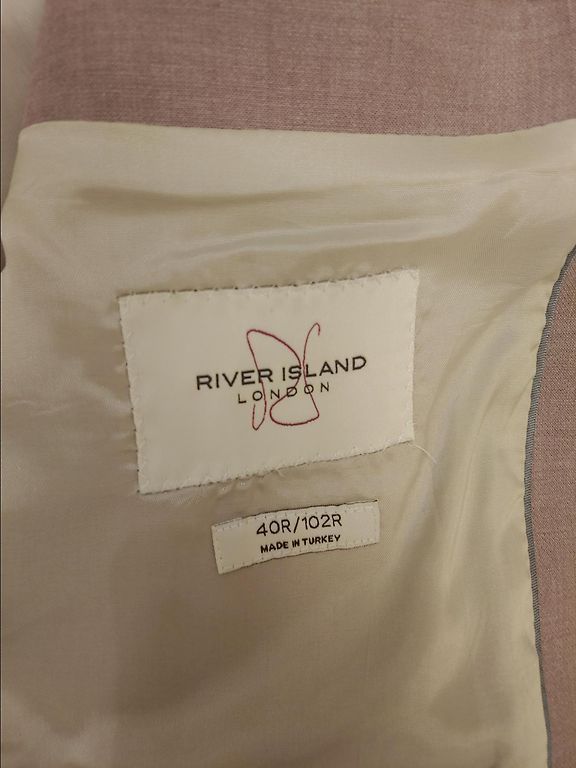 RIVER ISLAND
LONDON
40R/102R
MADE IN TURKEY